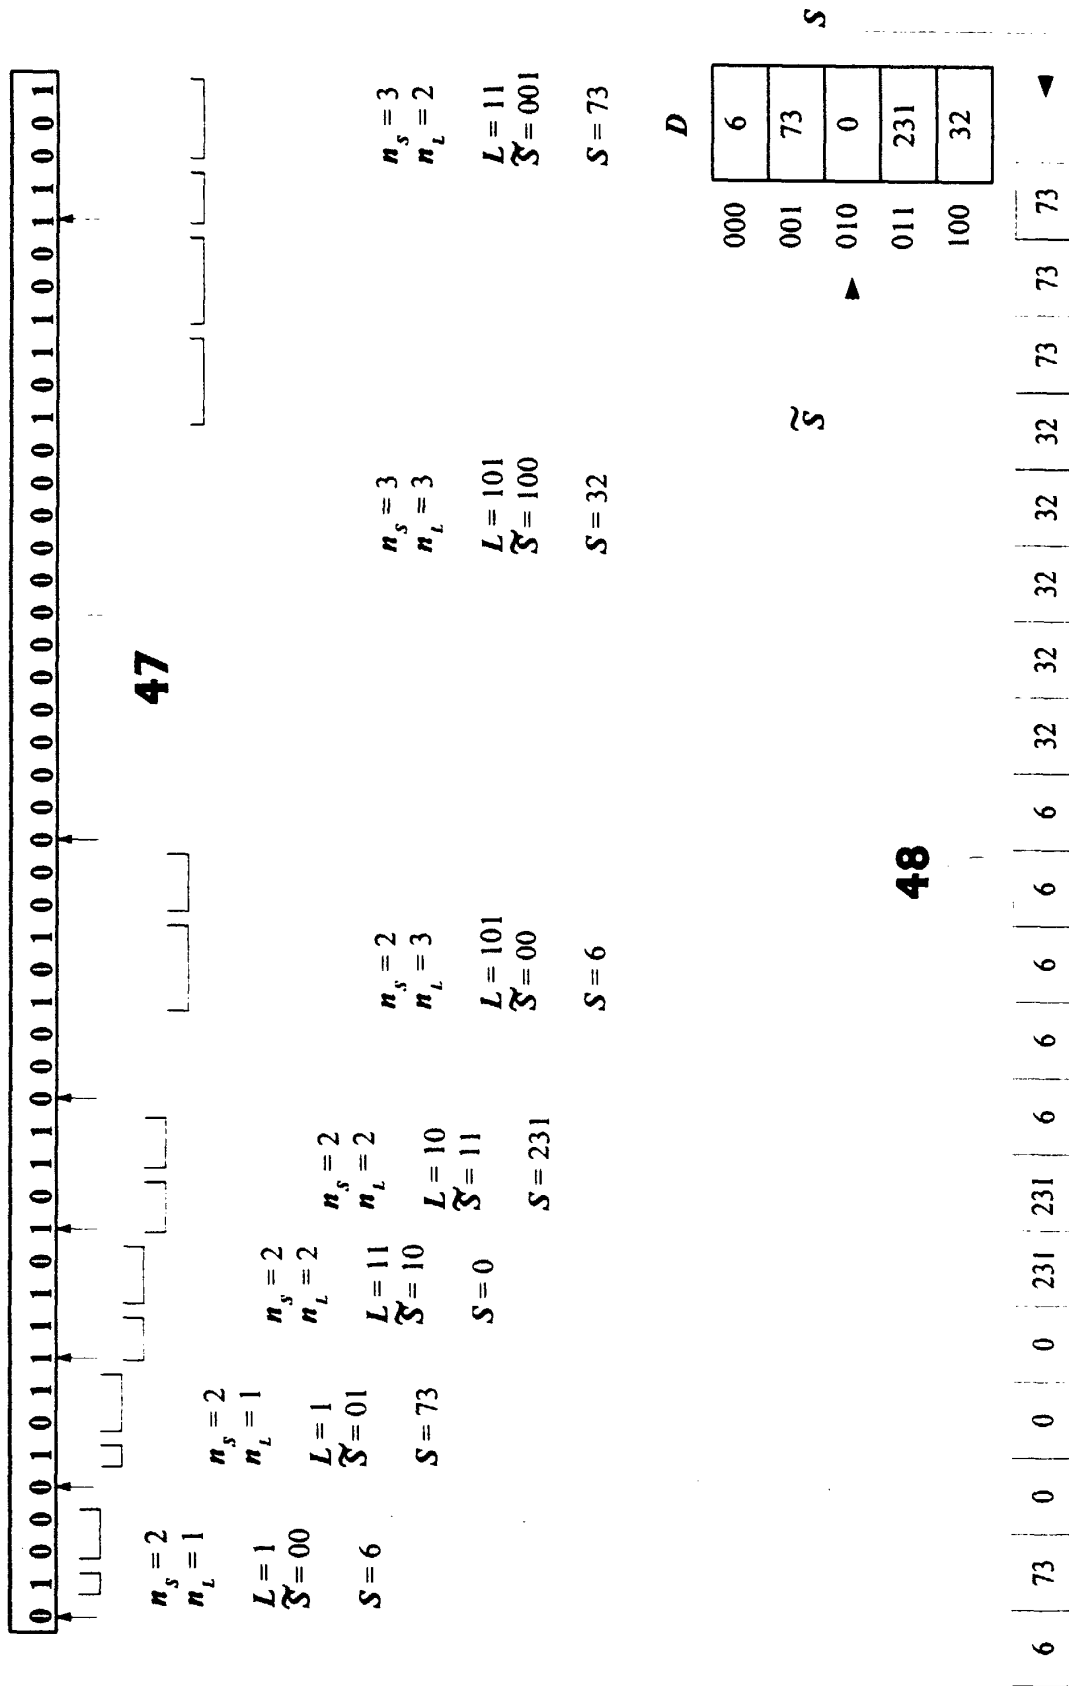 0 1 0 0 0 1 0 1 1 1 1 0 1 0 1 1 0 0 0 1 0 1 0 0 0 0 0 0 0 0 0 0 0 0 0 0 0 1 0 1 1 0 0 1 1 0 0 1
47
n_S = 2
n_L = 1
L = 1
S̃ = 00
S = 6
n_S = 2
n_L = 1
L = 1
S̃ = 01
S = 73
n_S = 2
n_L = 2
L = 11
S̃ = 10
S = 0
n_S = 2
n_L = 2
L = 10
S̃ = 11
S = 231
n_S = 2
n_L = 3
L = 101
S̃ = 00
S = 6
n_S = 3
n_L = 3
L = 101
S̃ = 100
S = 32
n_S = 3
n_L = 2
L = 11
S̃ = 001
S = 73
48
S̃
D
000 6
001 73
010 0
011 231
100 32
S
6 73 0 0 0 231 231 6 6 6 6 6 32 32 32 32 32 73 73 73